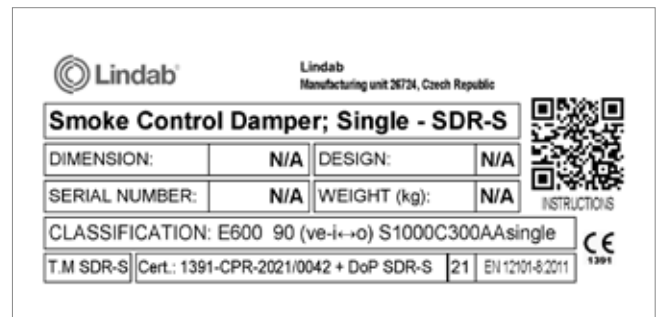 Lindab
Lindab
Manufacturing unit 26724, Czech Republic
Smoke Control Damper; Single - SDR-S
DIMENSION: N/A DESIGN: N/A
SERIAL NUMBER: N/A WEIGHT (kg): N/A
INSTRUCTIONS
CLASSIFICATION: E600 90 (ve-i↔o) S1000C300AAsingle
CE
1391
T.M SDR-S Cert.: 1391-CPR-2021/0042 + DoP SDR-S 21 EN 12101-8:2011